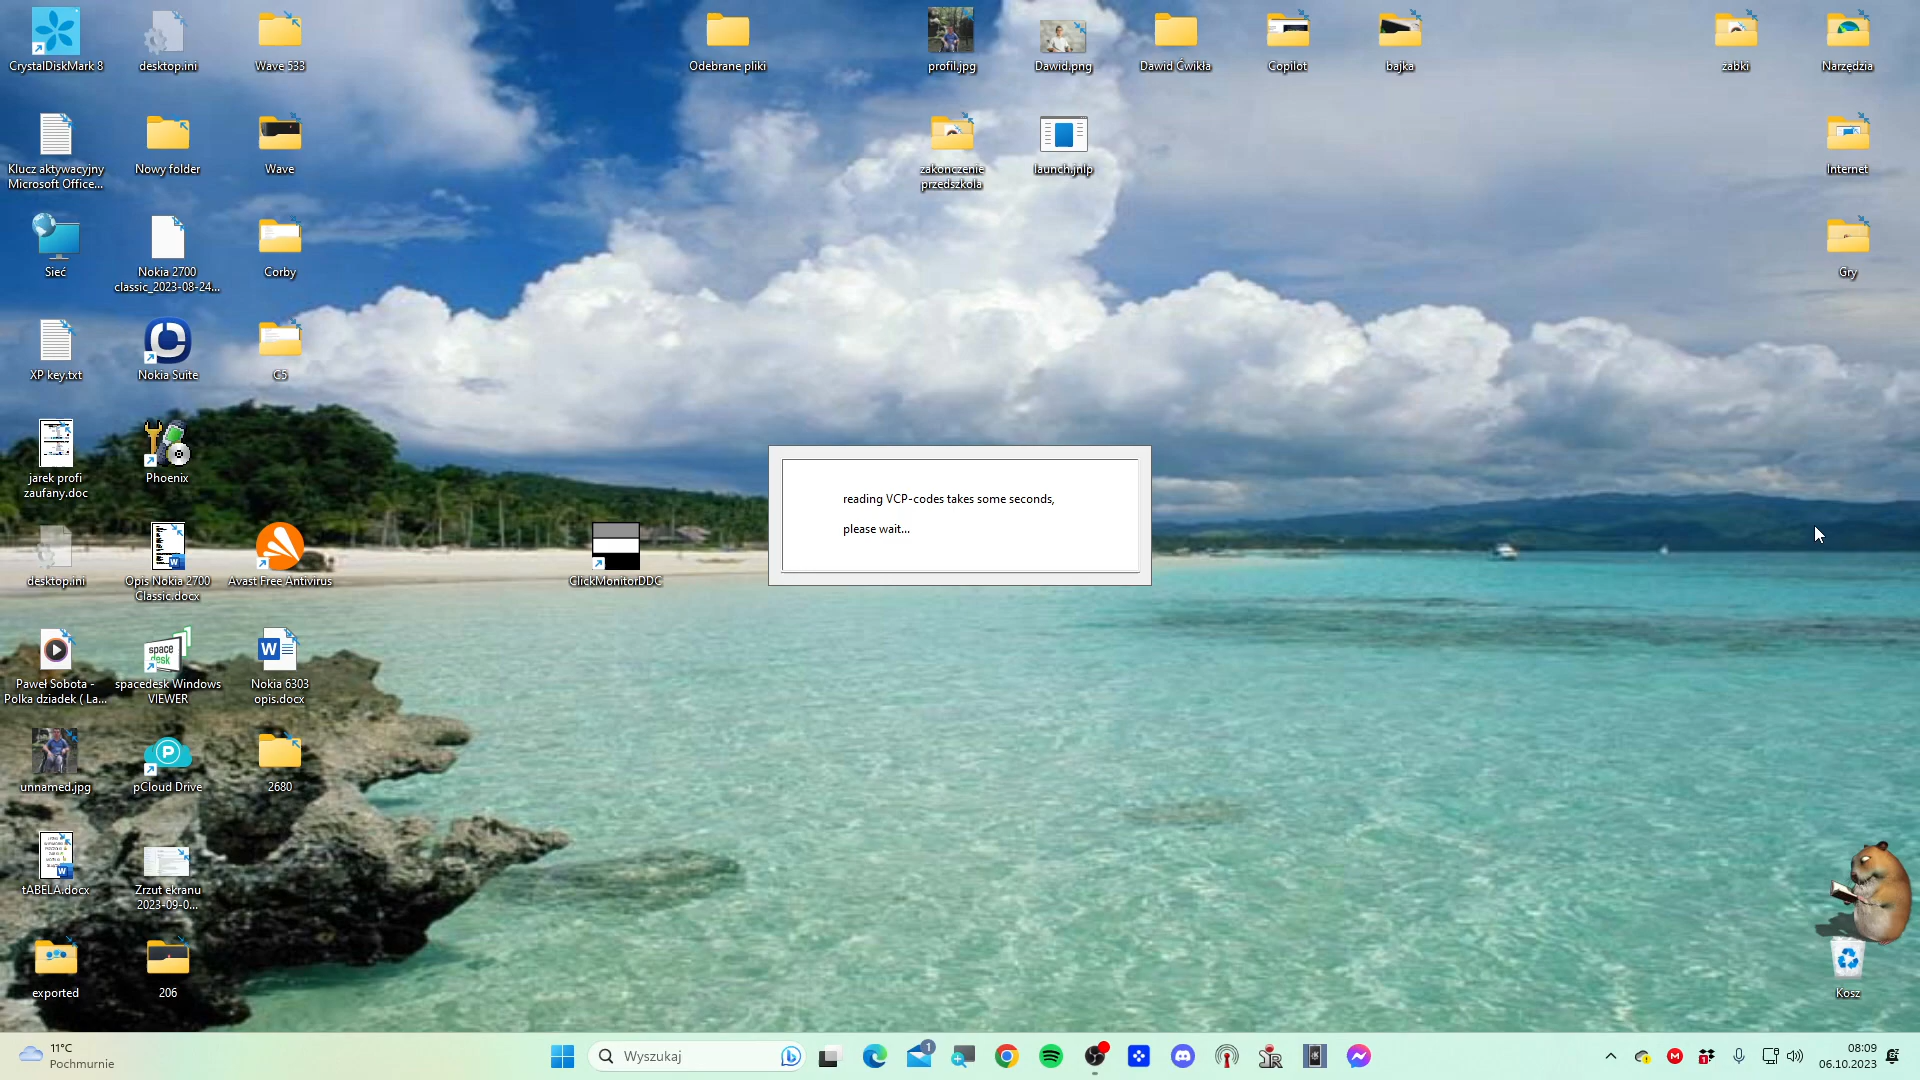 CrystalDiskMark 8
desktop.ini
Wave 533
Odebrane pliki
profil.jpg
Dawid.png
Dawid Ćwikła
Copilot
bajka
żabki
Narzędzia
Klucz aktywacyjny
Microsoft Office...
Nowy folder
Wave
zakonczenie
przedszkola
launch.jnlp
Internet
Sieć
Nokia 2700
classic_2023-08-24...
Corby
Gry
XP key.txt
Nokia Suite
C5
jarek profi
zaufany.doc
Phoenix
reading VCP-codes takes some seconds,
please wait...
desktop.ini
Opis Nokia 2700
Classic.docx
Avast Free Antivirus
ClickMonitorDDC
Paweł Sobota -
Polka dziadek ( La...
space
desk
spacedesk Windows
VIEWER
W
Nokia 6303
opis.docx
unnamed.jpg
P
pCloud Drive
2680
W
tABELA.docx
Zrzut ekranu
2023-09-0...
exported
206
Kosz
11°C
Pochmurnie
Wyszukaj
1
08:09
06.10.2023